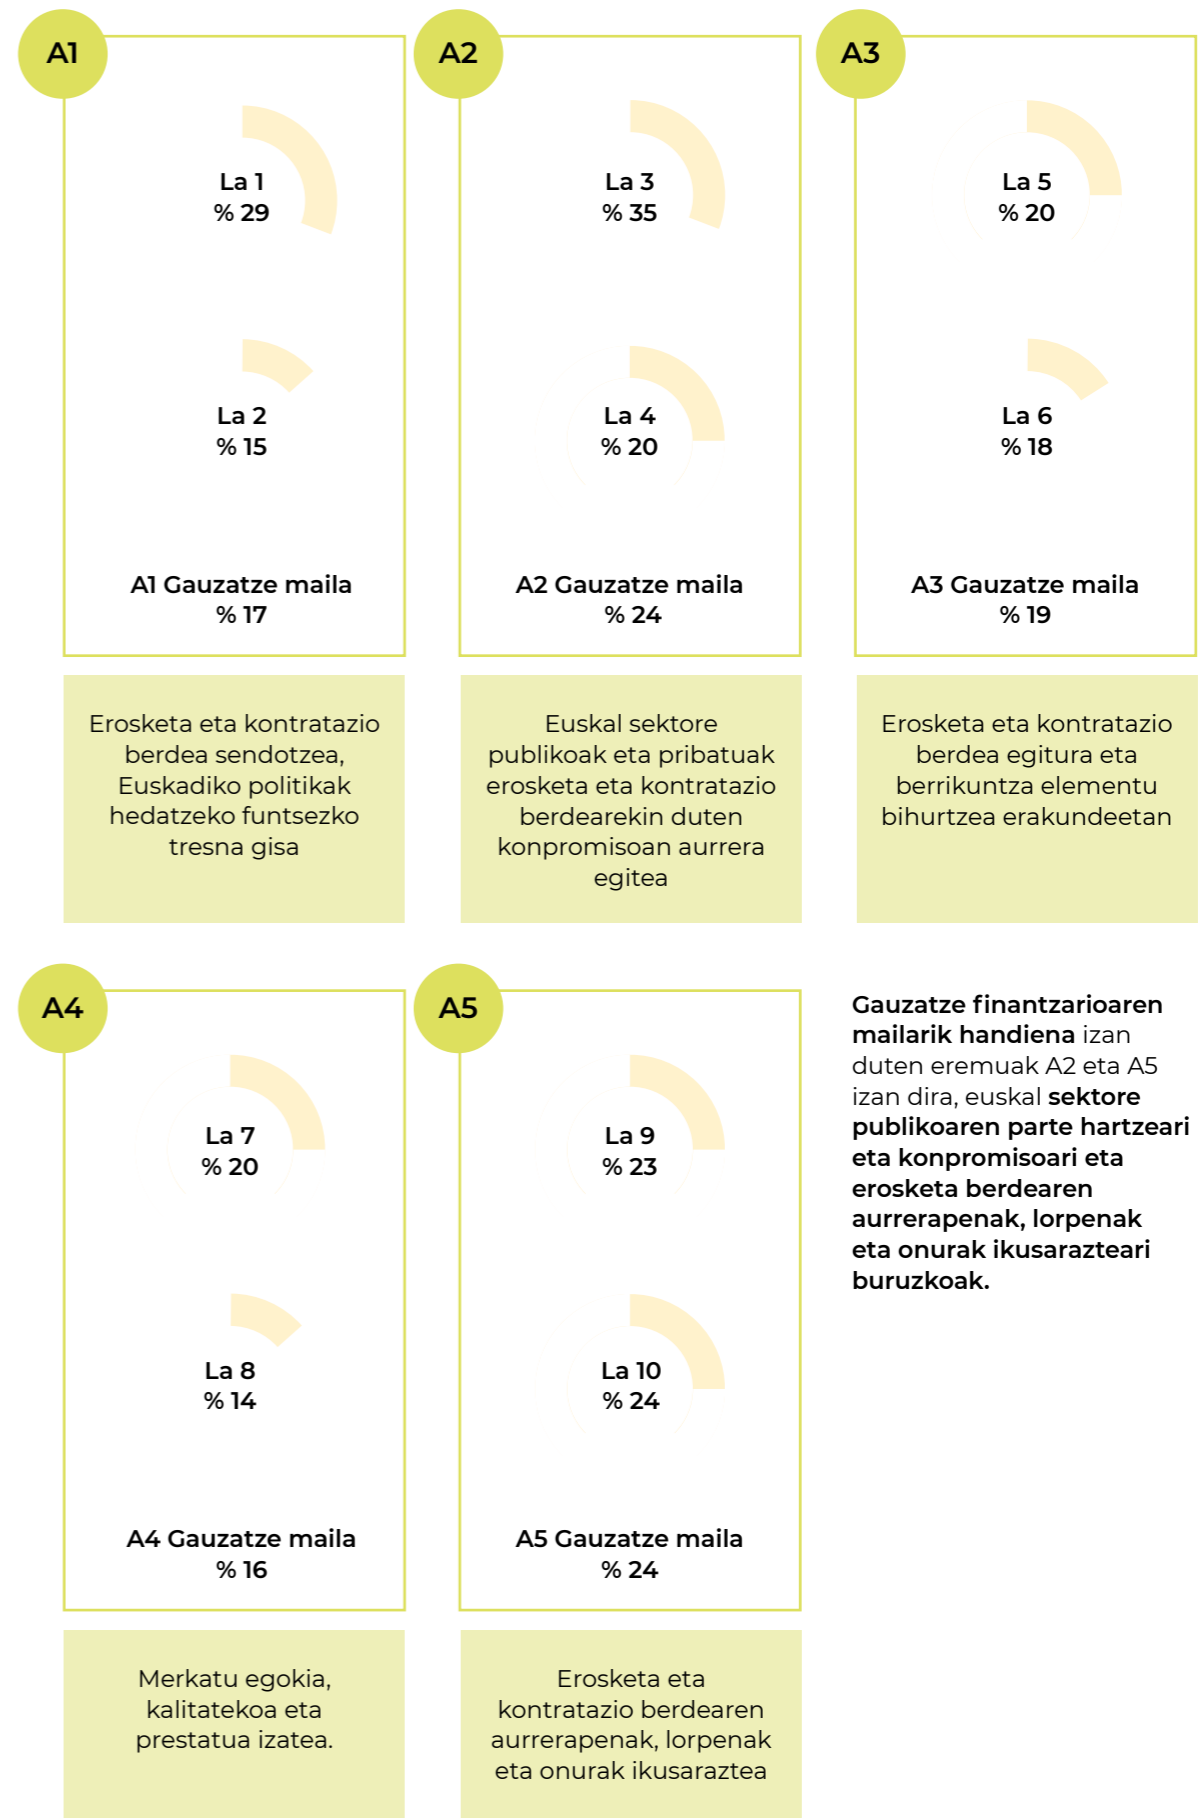 A1
La 1
% 29
La 2
% 15
A1 Gauzatze maila
% 17
Erosketa eta kontratazio
berdea sendotzea,
Euskadiko politikak
hedatzeko funtsezko
tresna gisa
A2
La 3
% 35
La 4
% 20
A2 Gauzatze maila
% 24
Euskal sektore
publikoak eta pribatuak
erosketa eta kontratazio
berdearekin duten
konpromisoan aurrera
egitea
A3
La 5
% 20
La 6
% 18
A3 Gauzatze maila
% 19
Erosketa eta kontratazio
berdea egitura eta
berrikuntza elementu
bihurtzea erakundeetan
A4
La 7
% 20
La 8
% 14
A4 Gauzatze maila
% 16
Merkatu egokia,
kalitatekoa eta
prestatua izatea.
A5
La 9
% 23
La 10
% 24
A5 Gauzatze maila
% 24
Erosketa eta
kontratazio berdearen
aurrerapenak, lorpenak
eta onurak ikusaraztea
Gauzatze finantzarioaren
mailarik handiena izan
duten eremuak A2 eta A5
izan dira, euskal sektore
publikoaren parte hartzeari
eta konpromisoari eta
erosketa berdearen
aurrerapenak, lorpenak
eta onurak ikusarazteari
buruzkoak.